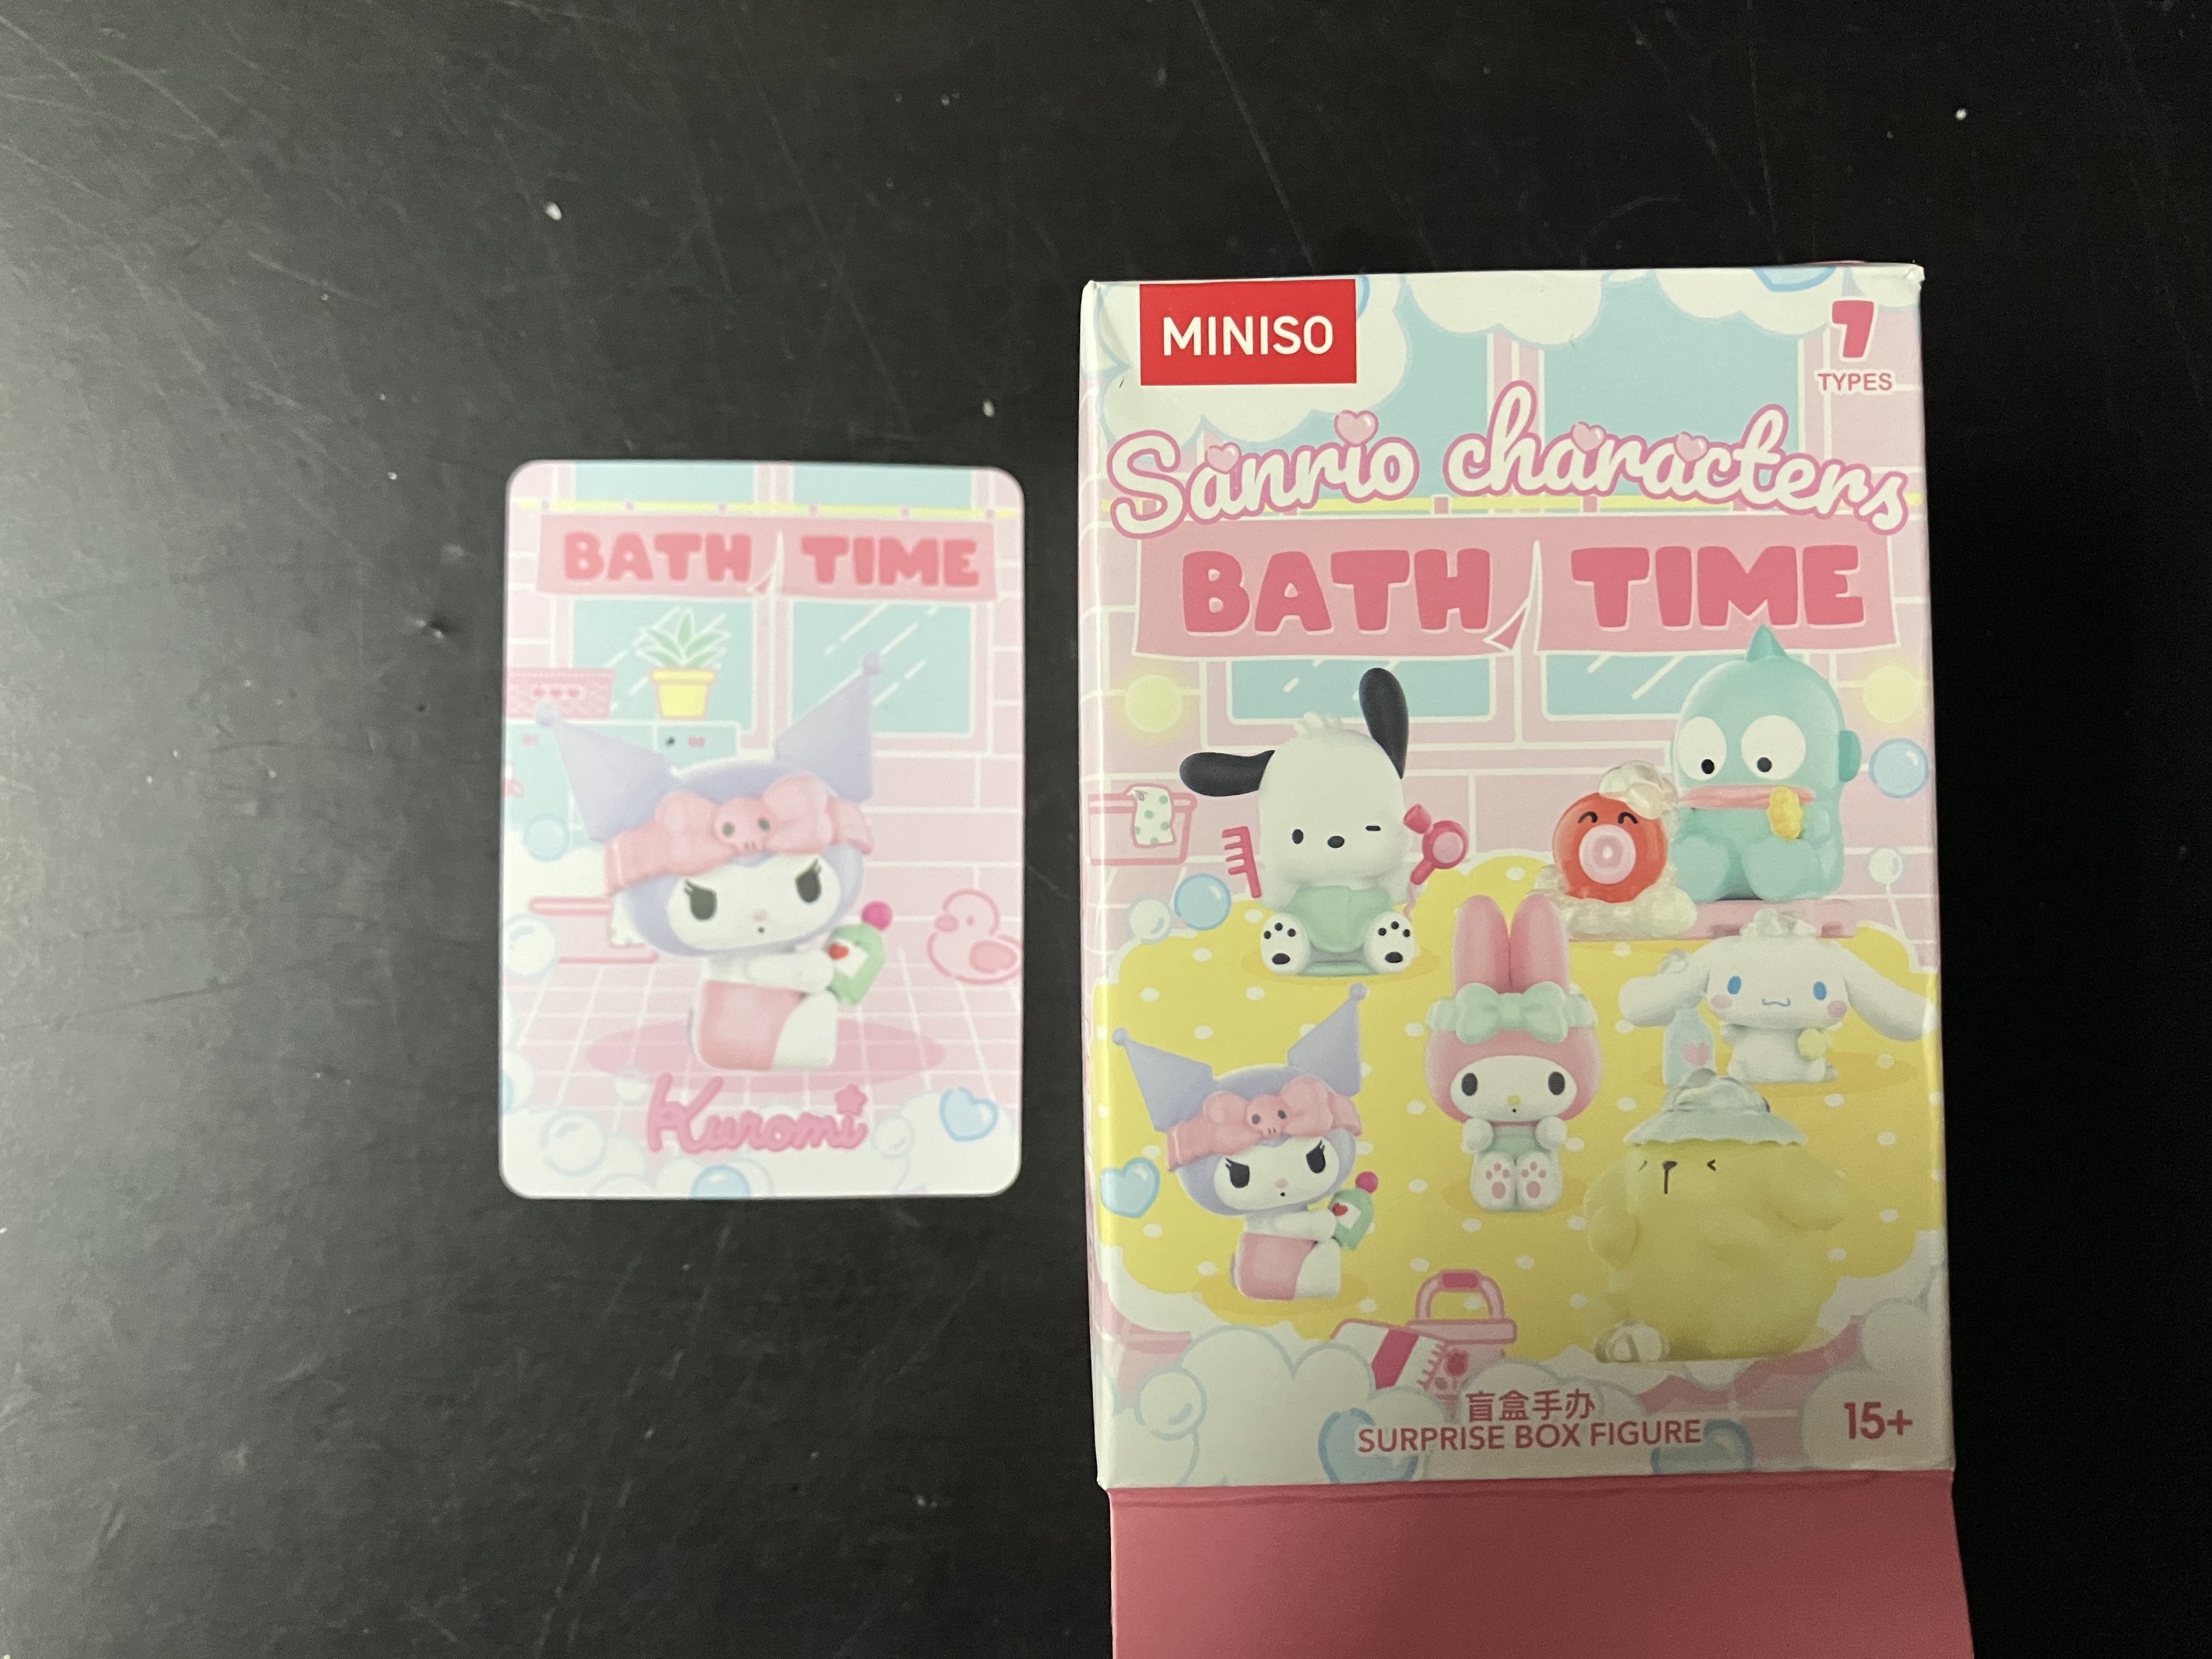 BATH TIME
Kuromi
MINISO
7
TYPES
Sanrio characters
BATH TIME
盲盒手办
SURPRISE BOX FIGURE
15+